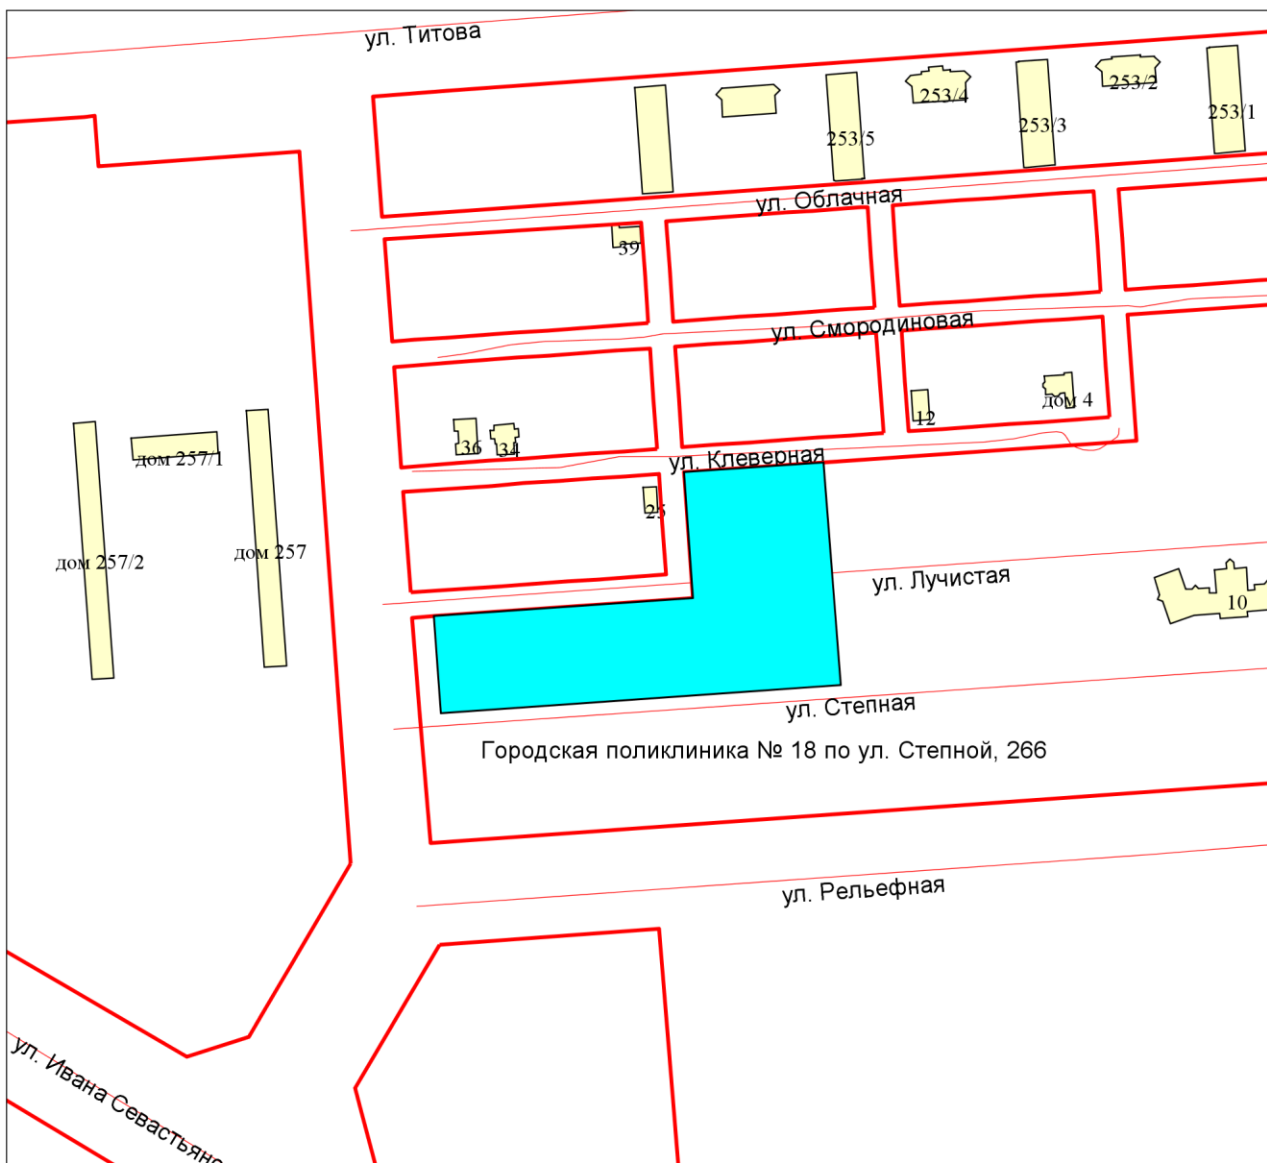 ул. Титова
253/5
253/4
253/3
253/2
253/1
ул. Облачная
39
ул. Смородиновая
36
34
12
дом 4
ул. Клеверная
дом 257/1
дом 257/2
дом 257
25
ул. Лучистая
10
ул. Степная
Городская поликлиника № 18 по ул. Степной, 266
ул. Рельефная
ул. Ивана Севастьяно